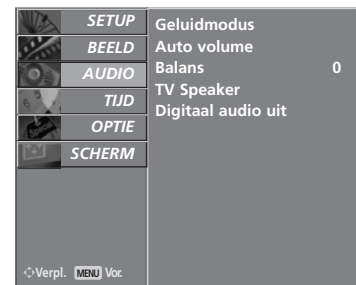 SETUP
BEELD
AUDIO
TIJD
OPTIE
SCHERM
Geluidmodus
Auto volume
Balans 0
TV Speaker
Digitaal audio uit
Verpl. MENU Vor.